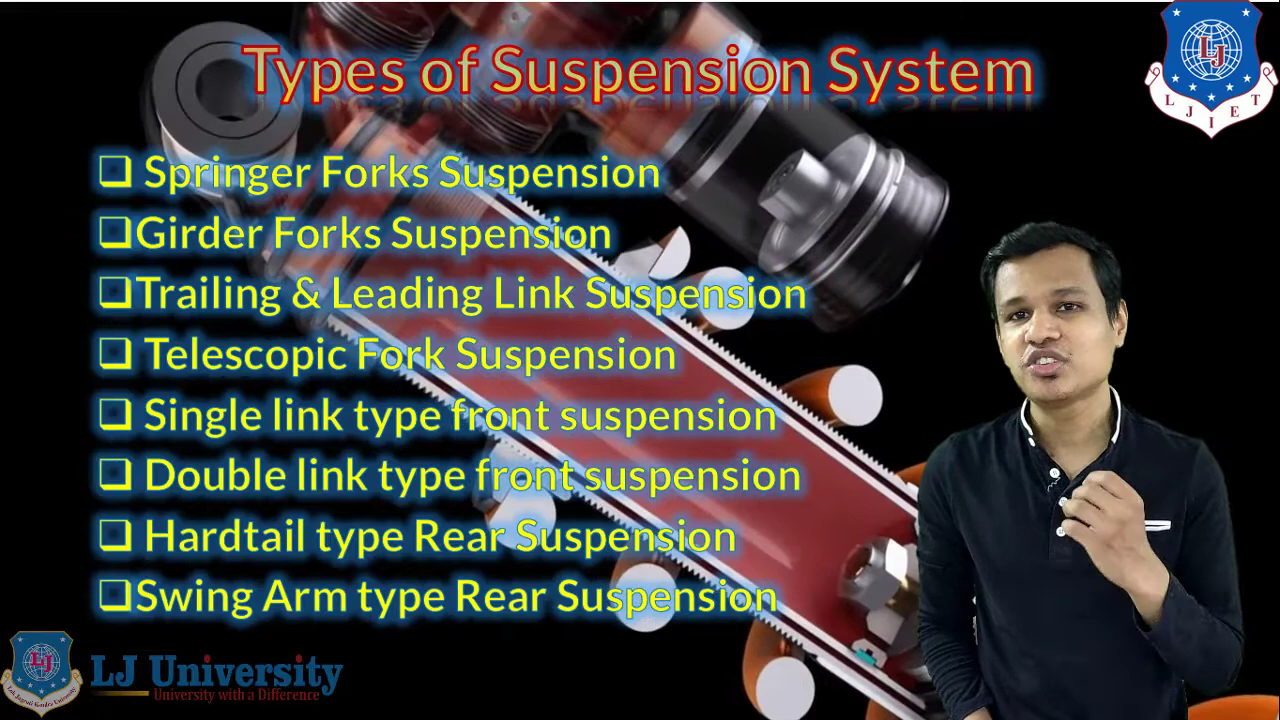 Types of Suspension System
LJ
L J I E T
❑ Springer Forks Suspension
❑Girder Forks Suspension
❑Trailing & Leading Link Suspension
❑ Telescopic Fork Suspension
❑ Single link type front suspension
❑ Double link type front suspension
❑ Hardtail type Rear Suspension
❑Swing Arm type Rear Suspension
LJ
LJ University
University with a Difference